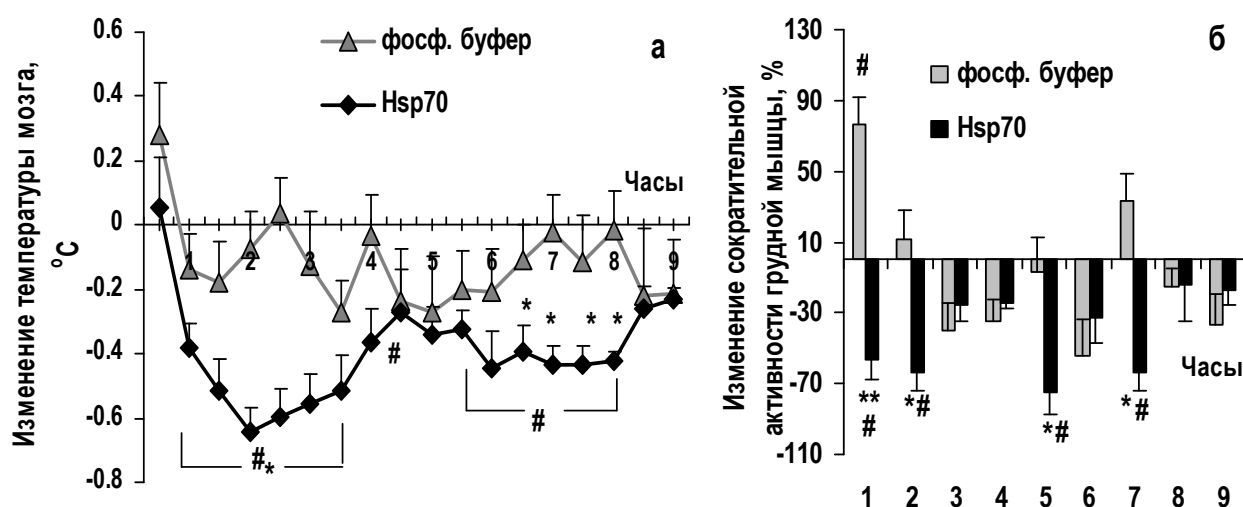 Изменение температуры мозга,
°C
0.6
0.4
0.2
0
-0.2
-0.4
-0.6
-0.8
фосф. буфер
Hsp70
а
Часы
1 2 3 4 5 6 7 8 9
* * * *
#
#
#*
Изменение сократительной
активности грудной мышцы, %
130
90
50
10
-30
-70
-110
б
#
фосф. буфер
Hsp70
Часы
** *# *# *#
#
1 2 3 4 5 6 7 8 9